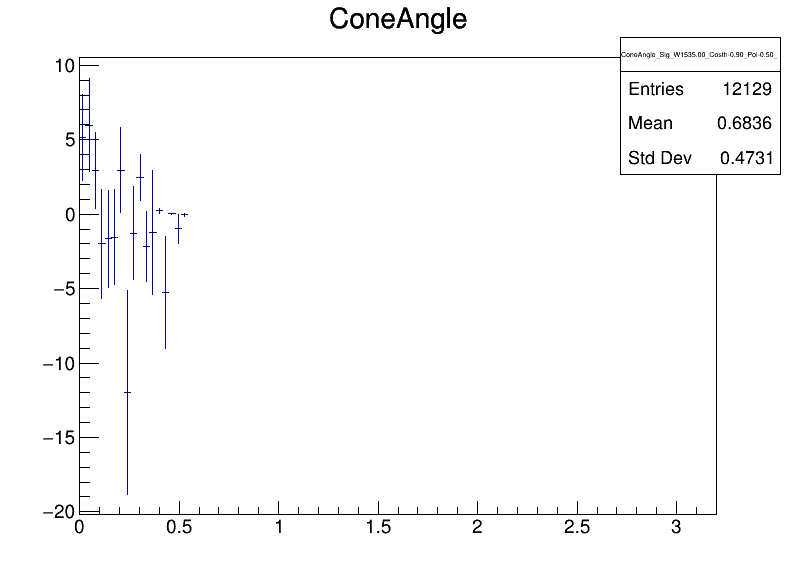 ConeAngle
ConeAngle_Sig_W1535.00_Costh-0.90_Pol-0.50_
Entries 12129
Mean 0.6836
Std Dev 0.4731
10
5
0
−5
−10
−15
−20
0 0.5 1 1.5 2 2.5 3